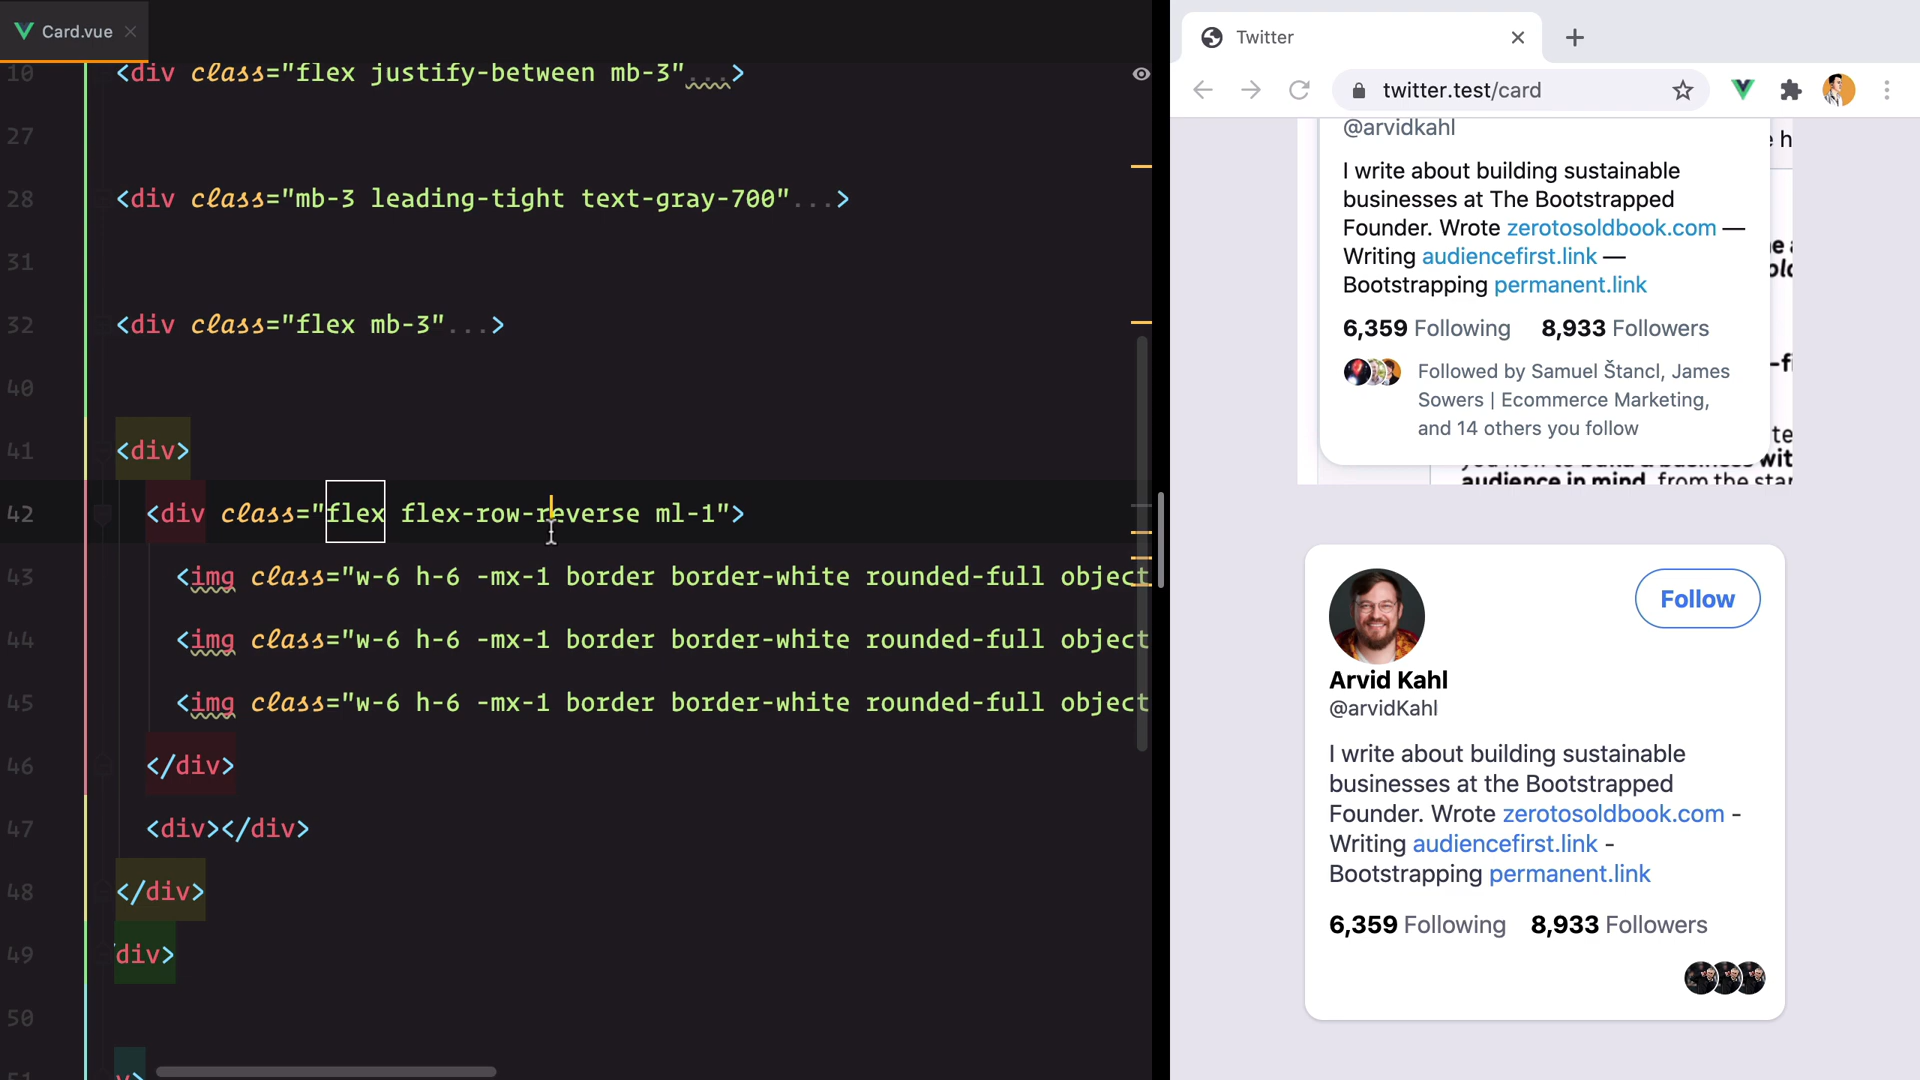 Card.vue
10 <div class="flex justify-between mb-3"...>
27
28 <div class="mb-3 leading-tight text-gray-700"...>
31
32 <div class="flex mb-3"...>
40
41 <div>
42 <div class="flex flex-row-reverse ml-1">
43 <img class="w-6 h-6 -mx-1 border border-white rounded-full object
44 <img class="w-6 h-6 -mx-1 border border-white rounded-full object
45 <img class="w-6 h-6 -mx-1 border border-white rounded-full object
46 </div>
47 <div></div>
48 </div>
49 div>
50
Twitter
twitter.test/card
@arvidkahl
I write about building sustainable
businesses at The Bootstrapped
Founder. Wrote zerotosoldbook.com —
Writing audiencefirst.link —
Bootstrapping permanent.link
6,359 Following 8,933 Followers
Followed by Samuel Štancl, James
Sowers | Ecommerce Marketing,
and 14 others you follow
audience in mind, from the star
Follow
Arvid Kahl
@arvidKahl
I write about building sustainable
businesses at the Bootstrapped
Founder. Wrote zerotosoldbook.com -
Writing audiencefirst.link -
Bootstrapping permanent.link
6,359 Following 8,933 Followers